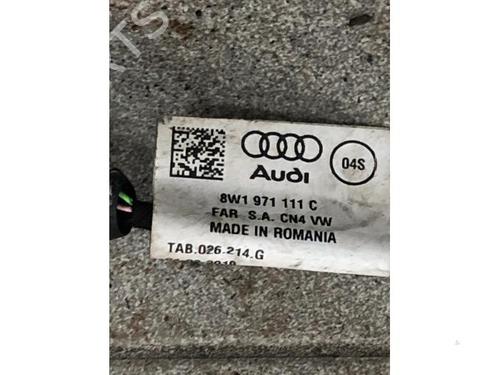 Audi
04S
8W1 971 111 C
FAR S.A. CN4 VW
MADE IN ROMANIA
TAB.026.214.G